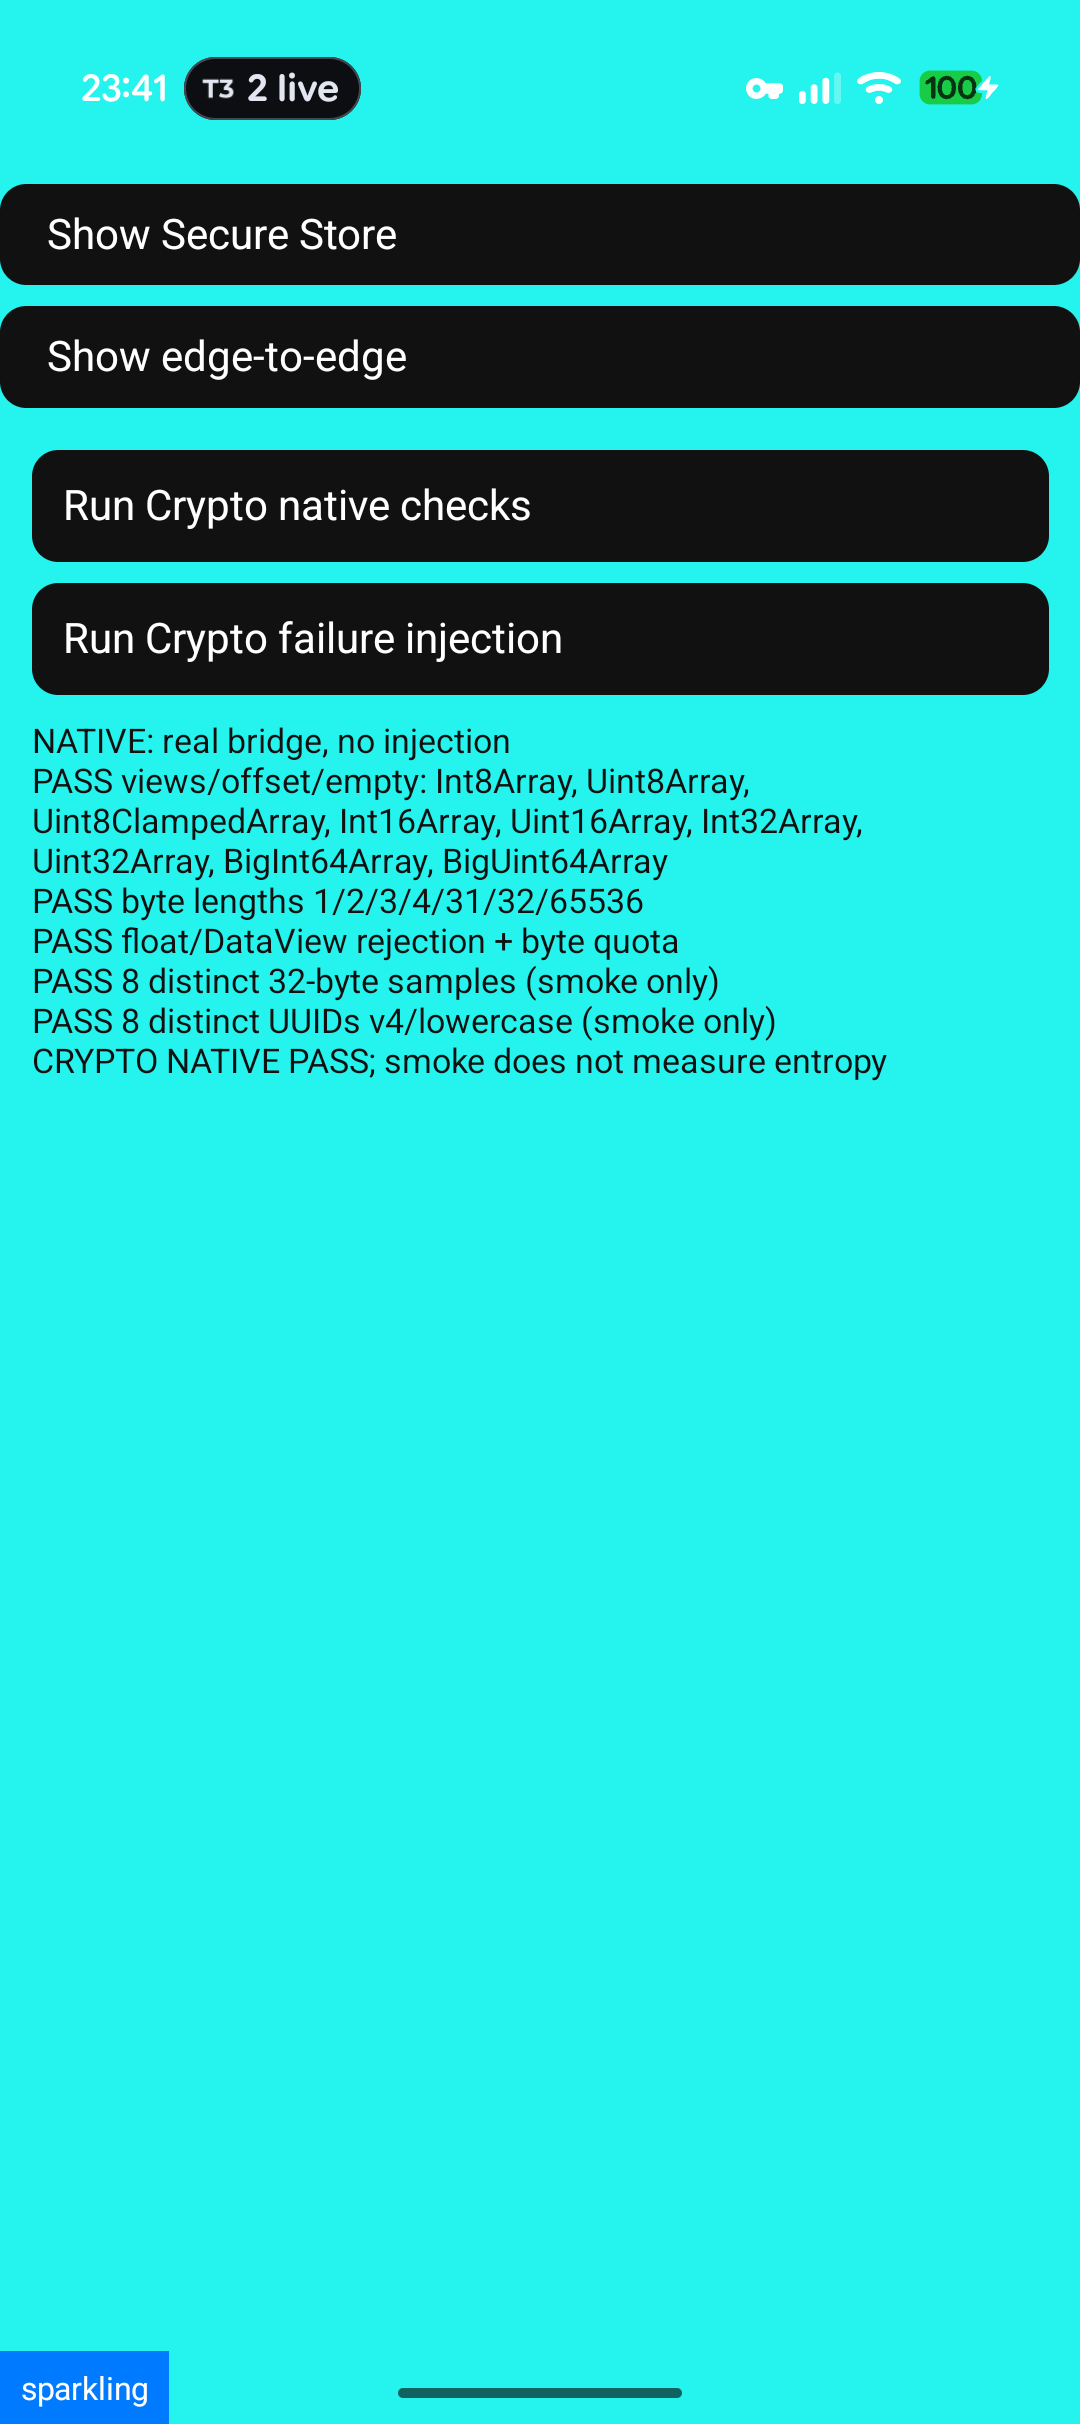 23:41 T3 2 live 100
Show Secure Store
Show edge-to-edge
Run Crypto native checks
Run Crypto failure injection
NATIVE: real bridge, no injection
PASS views/offset/empty: Int8Array, Uint8Array,
Uint8ClampedArray, Int16Array, Uint16Array, Int32Array,
Uint32Array, BigInt64Array, BigUint64Array
PASS byte lengths 1/2/3/4/31/32/65536
PASS float/DataView rejection + byte quota
PASS 8 distinct 32-byte samples (smoke only)
PASS 8 distinct UUIDs v4/lowercase (smoke only)
CRYPTO NATIVE PASS; smoke does not measure entropy
sparkling